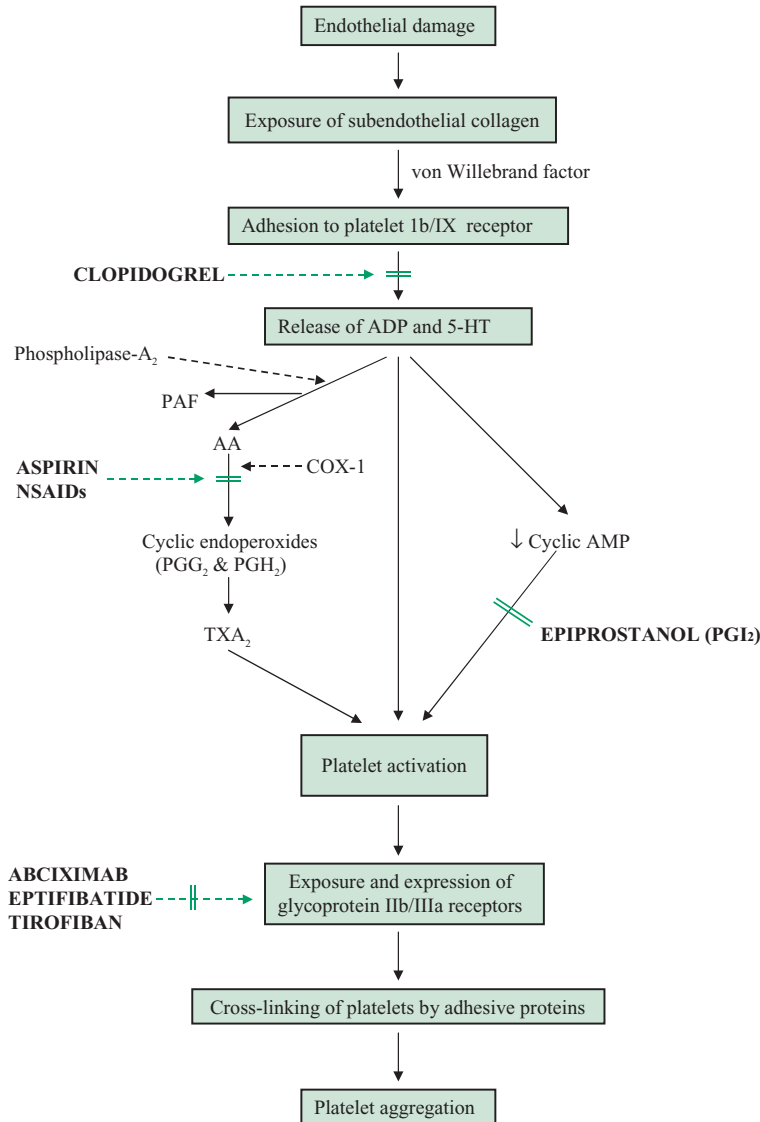 Endothelial damage
Exposure of subendothelial collagen
von Willebrand factor
Adhesion to platelet 1b/IX receptor
CLOPIDOGREL
Release of ADP and 5-HT
Phospholipase-A₂
PAF
AA
ASPIRIN
NSAIDs
COX-1
Cyclic endoperoxides
(PGG₂ & PGH₂)
↓ Cyclic AMP
TXA₂
EPIPROSTANOL (PGI₂)
Platelet activation
ABCIXIMAB
EPTIFIBATIDE
TIROFIBAN
Exposure and expression of
glycoprotein IIb/IIIa receptors
Cross-linking of platelets by adhesive proteins
Platelet aggregation